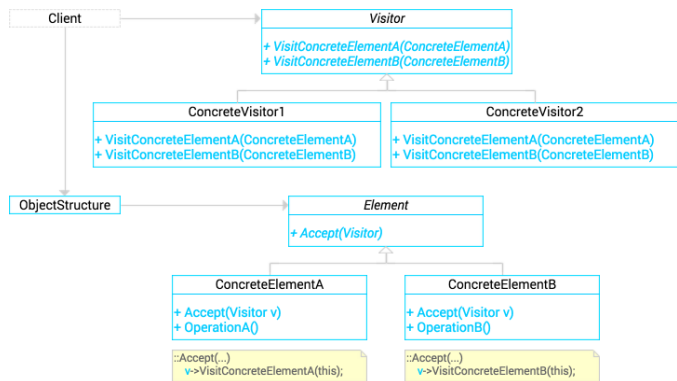 Client
Visitor
+ VisitConcreteElementA(ConcreteElementA)
+ VisitConcreteElementB(ConcreteElementB)
ConcreteVisitor1
+ VisitConcreteElementA(ConcreteElementA)
+ VisitConcreteElementB(ConcreteElementB)
ConcreteVisitor2
+ VisitConcreteElementA(ConcreteElementA)
+ VisitConcreteElementB(ConcreteElementB)
ObjectStructure
Element
+ Accept(Visitor)
ConcreteElementA
+ Accept(Visitor v)
+ OperationA()
ConcreteElementB
+ Accept(Visitor v)
+ OperationB()
::Accept(...)
v->VisitConcreteElementA(this);
::Accept(...)
v->VisitConcreteElementB(this);